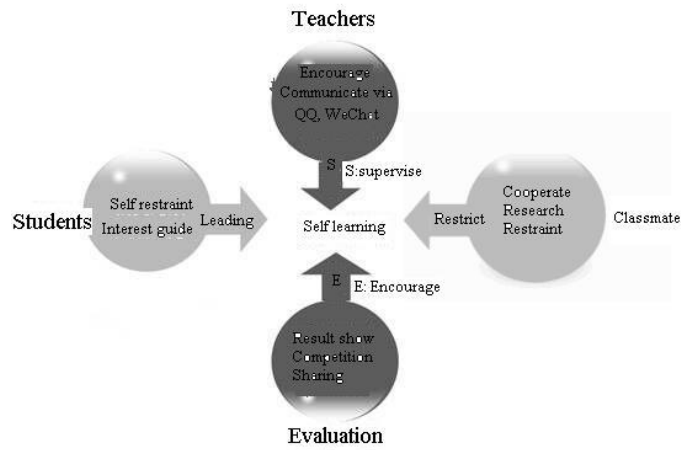 Teachers
Encourage
Communicate via
QQ, WeChat
S
S:supervise
Students
Self restraint
Interest guide
Leading
Self learning
Restrict
Cooperate
Research
Restraint
Classmate
E
E: Encourage
Result show
Competition
Sharing
Evaluation